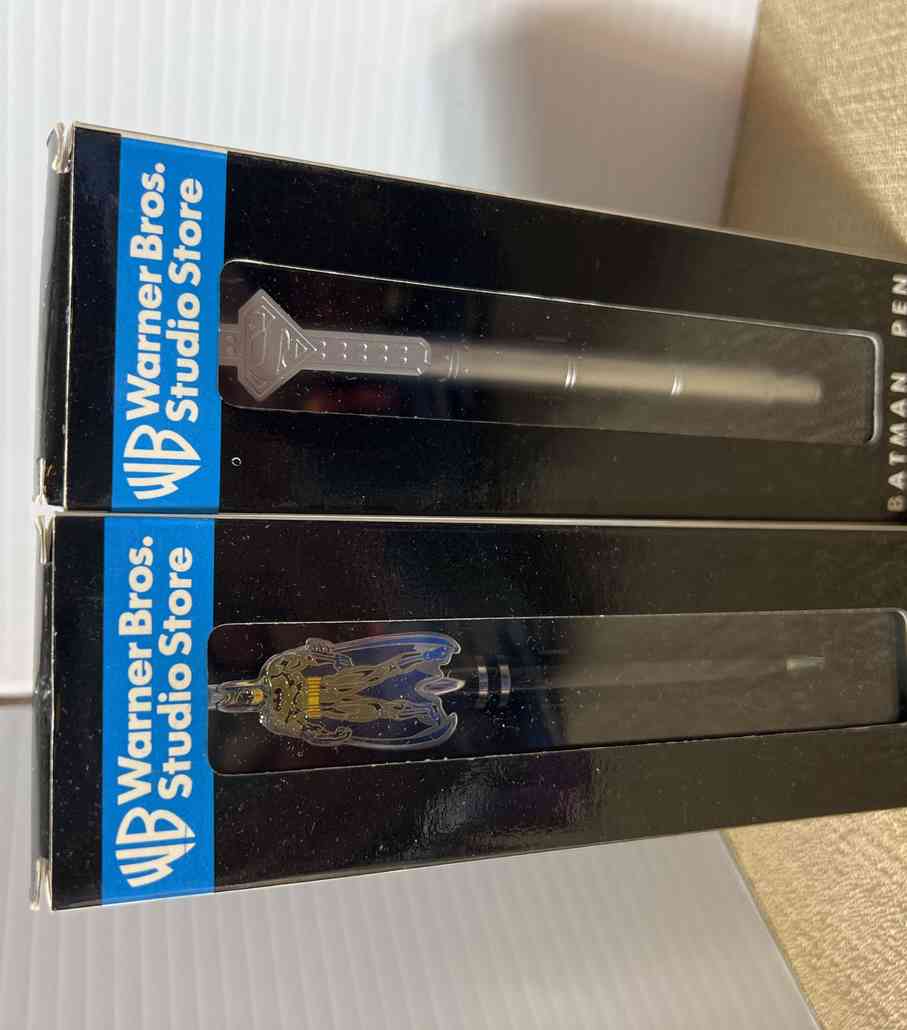 WB Warner Bros.
Studio Store
BATMAN PEN
WB Warner Bros.
Studio Store